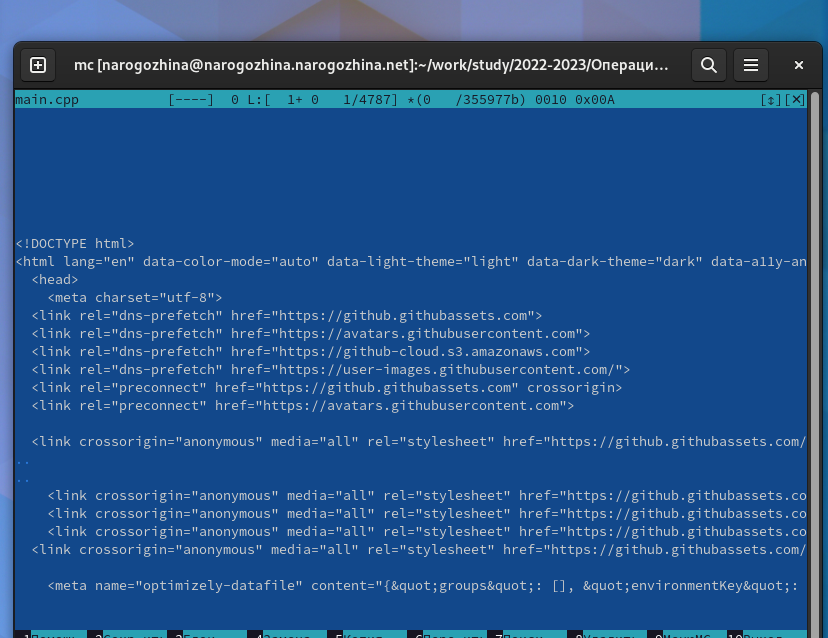 mc [narogozhina@narogozhina.narogozhina.net]:~/work/study/2022-2023/Операци...
main.cpp [----] 0 L:[ 1+ 0 1/4787] *(0 /355977b) 0010 0x00A [↕][✕]
<!DOCTYPE html>
<html lang="en" data-color-mode="auto" data-light-theme="light" data-dark-theme="dark" data-a11y-an
<head>
<meta charset="utf-8">
<link rel="dns-prefetch" href="https://github.githubassets.com">
<link rel="dns-prefetch" href="https://avatars.githubusercontent.com">
<link rel="dns-prefetch" href="https://github-cloud.s3.amazonaws.com">
<link rel="dns-prefetch" href="https://user-images.githubusercontent.com/">
<link rel="preconnect" href="https://github.githubassets.com" crossorigin>
<link rel="preconnect" href="https://avatars.githubusercontent.com">
<link crossorigin="anonymous" media="all" rel="stylesheet" href="https://github.githubassets.com/
..
..
<link crossorigin="anonymous" media="all" rel="stylesheet" href="https://github.githubassets.co
<link crossorigin="anonymous" media="all" rel="stylesheet" href="https://github.githubassets.co
<link crossorigin="anonymous" media="all" rel="stylesheet" href="https://github.githubassets.co
<link crossorigin="anonymous" media="all" rel="stylesheet" href="https://github.githubassets.com/
<meta name="optimizely-datafile" content="{&quot;groups&quot;: [], &quot;environmentKey&quot;: